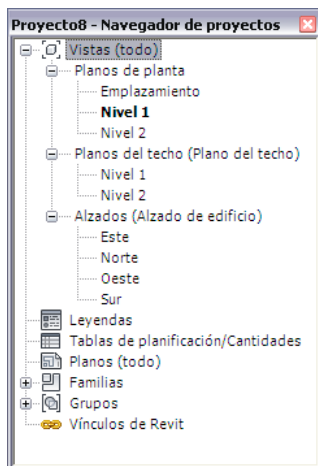 Proyecto8 - Navegador de proyectos
Vistas (todo)
Planos de planta
Emplazamiento
Nivel 1
Nivel 2
Planos del techo (Plano del techo)
Nivel 1
Nivel 2
Alzados (Alzado de edificio)
Este
Norte
Oeste
Sur
Leyendas
Tablas de planificación/Cantidades
Planos (todo)
Familias
Grupos
Vínculos de Revit